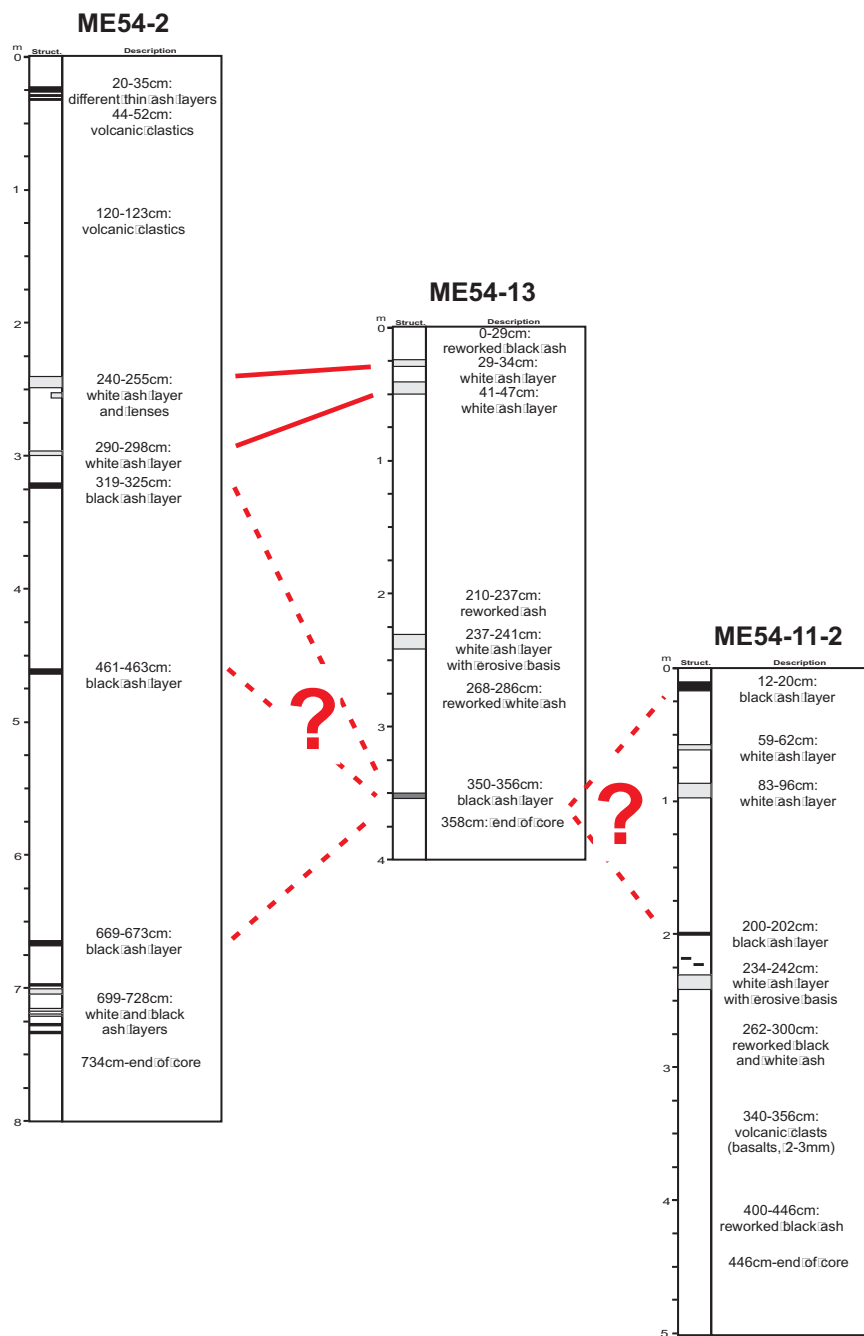 ME54-2
m
Struct.
Description
0
20-35cm:
different thin ash layers
44-52cm:
volcanic clastics
1
120-123cm:
volcanic clastics
2
240-255cm:
white ash layer
and lenses
290-298cm:
3
white ash layer
319-325cm:
black ash layer
4
461-463cm:
black ash layer
5
6
669-673cm:
black ash layer
7
699-728cm:
white and black
ash layers
734cm-end of core
8
?
ME54-13
m
Struct.
Description
0
0-29cm:
reworked black ash
29-34cm:
white ash layer
41-47cm:
white ash layer
1
2
210-237cm:
reworked ash
237-241cm:
white ash layer
with erosive basis
268-286cm:
reworked white ash
3
350-356cm:
black ash layer
358cm: end of core
4
?
ME54-11-2
m
Struct.
Description
0
12-20cm:
black ash layer
59-62cm:
white ash layer
83-96cm:
1
white ash layer
200-202cm:
2
black ash layer
234-242cm:
white ash layer
with erosive basis
262-300cm:
reworked black
3
and white ash
340-356cm:
volcanic clasts
(basalts, 2-3mm)
4
400-446cm:
reworked black ash
446cm-end of core
5